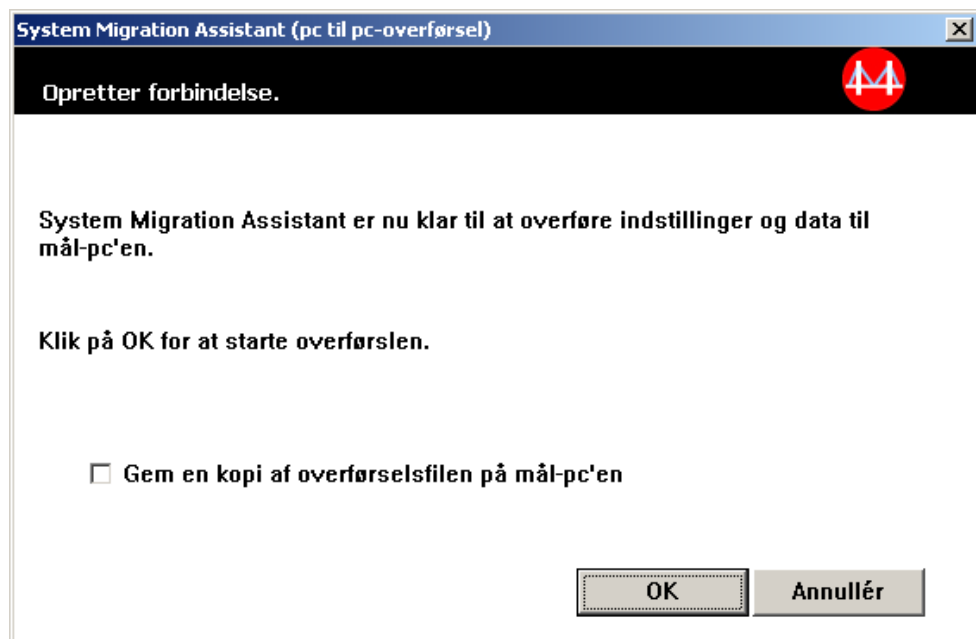 System Migration Assistant (pc til pc-overførsel)
Opretter forbindelse.
System Migration Assistant er nu klar til at overføre indstillinger og data til
mål-pc'en.
Klik på OK for at starte overførslen.
Gem en kopi af overførselsfilen på mål-pc'en
OK
Annullér